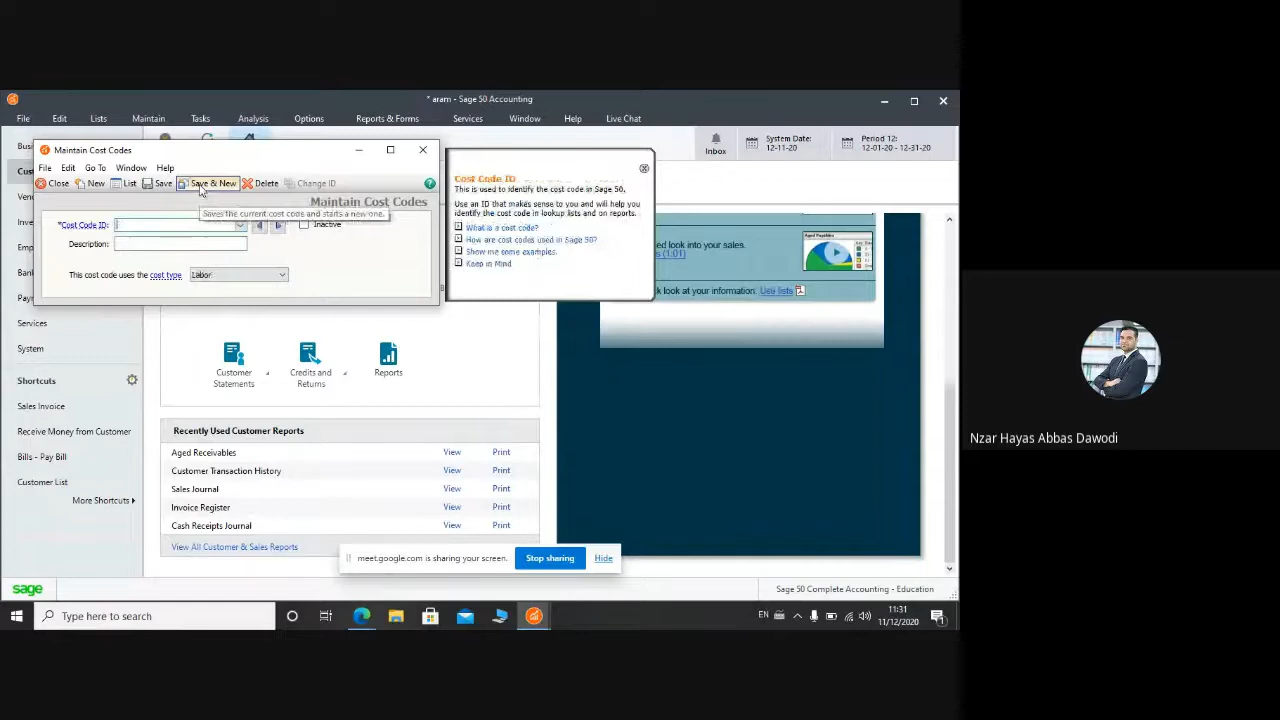 * aram - Sage 50 Accounting
File Edit Lists Maintain Tasks Analysis Options Reports & Forms Services Window Help Live Chat
Maintain Cost Codes
File Edit Go To Window Help
Close New List Save Save & New Delete Change ID
Maintain Cost Codes
Saves the current cost code and starts a new one.
*Cost Code ID:
Inactive
Description:
This cost code uses the cost type Labor
Cost Code ID
This is used to identify the cost code in Sage 50.
Use an ID that makes sense to you and will help you
identify the cost code in lookup lists and on reports.
What is a cost code?
How are cost codes used in Sage 50?
Show me some examples.
Keep in Mind
Inbox
System Date:
12-11-20
Period 12:
12-01-20 - 12-31-20
ed look into your sales.
s (1.01)
Aged Payables
k look at your information. Use lists
Services
System
Shortcuts
Sales Invoice
Receive Money from Customer
Bills - Pay Bill
Customer List
More Shortcuts
Customer
Statements
Credits and
Returns
Reports
Recently Used Customer Reports
Aged Receivables View Print
Customer Transaction History View Print
Sales Journal View Print
Invoice Register View Print
Cash Receipts Journal View Print
View All Customer & Sales Reports
meet.google.com is sharing your screen. Stop sharing Hide
sage
Sage 50 Complete Accounting - Education
Type here to search
EN
11:31
11/12/2020
1
Nzar Hayas Abbas Dawodi